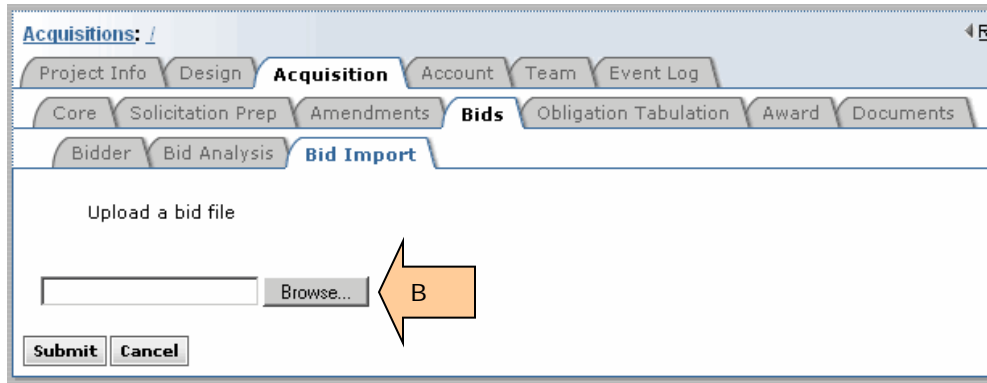 Acquisitions: /
Project Info Design Acquisition Account Team Event Log
Core Solicitation Prep Amendments Bids Obligation Tabulation Award Documents
Bidder Bid Analysis Bid Import
Upload a bid file
Browse... B
Submit Cancel